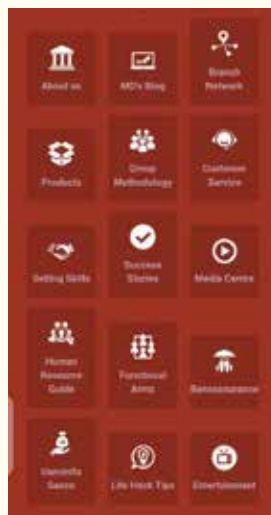 About us
MD's Blog
Branch
Network
Products
Group
Methodology
Customer
Service
Selling Skills
Success
Stories
Media Centre
Human
Resource
Guide
Functional
Arms
Bancassurance
Sacco
Life Hack Tips
Entertainment